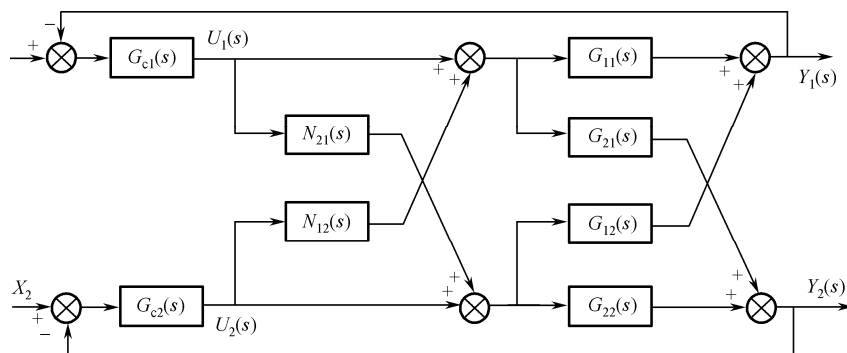 −
+ G_c1(s) U_1(s) + + G_11(s) + + Y_1(s)
N_21(s) G_21(s)
N_12(s) G_12(s)
X_2 + − G_c2(s) U_2(s) + + G_22(s) + + Y_2(s)